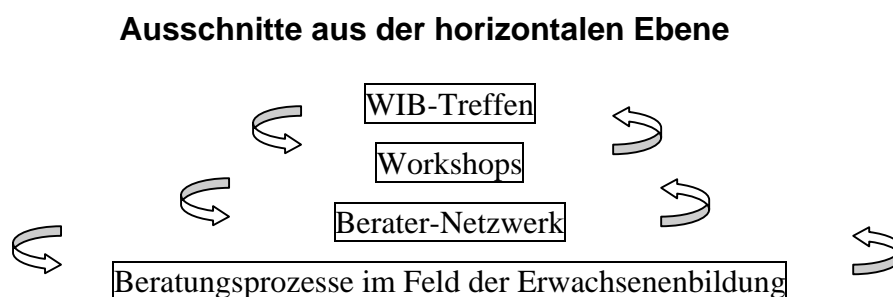 Ausschnitte aus der horizontalen Ebene
WIB-Treffen
Workshops
Berater-Netzwerk
Beratungsprozesse im Feld der Erwachsenenbildung